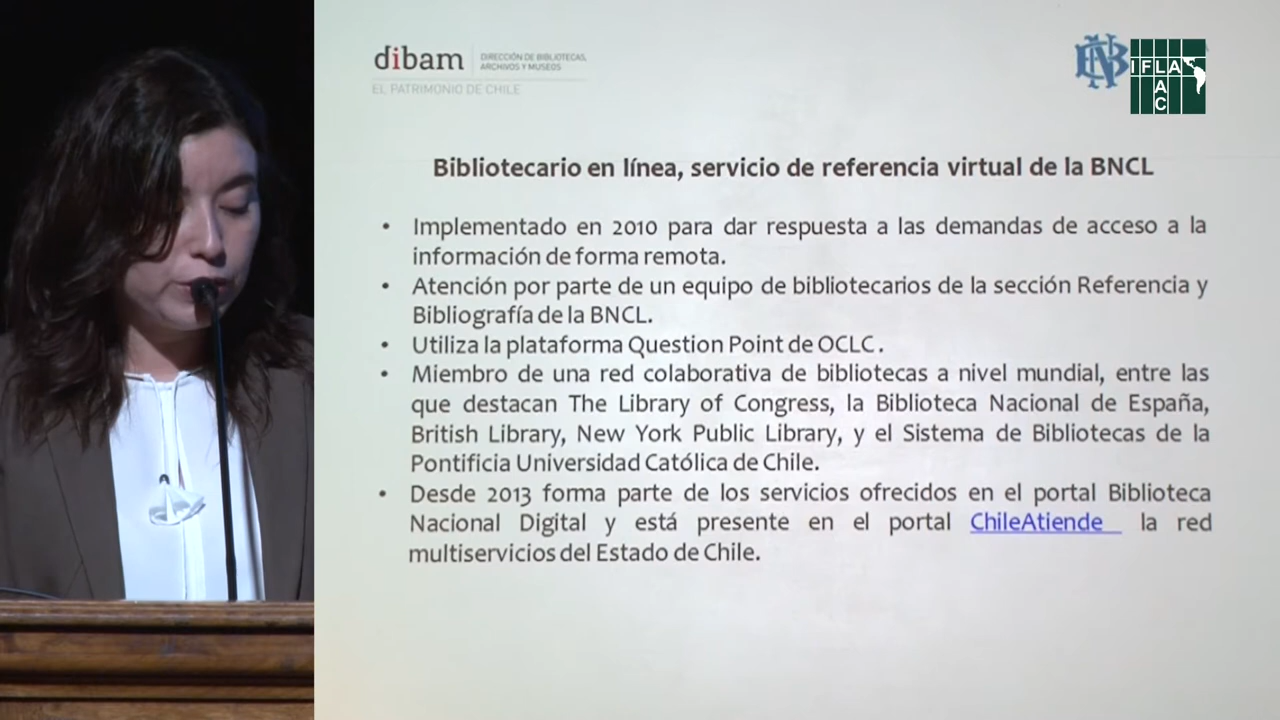 dibam
DIRECCIÓN DE BIBLIOTECAS,
ARCHIVOS Y MUSEOS
EL PATRIMONIO DE CHILE
BN
IFLA
LAC
Bibliotecario en línea, servicio de referencia virtual de la BNCL
• Implementado en 2010 para dar respuesta a las demandas de acceso a la
información de forma remota.
• Atención por parte de un equipo de bibliotecarios de la sección Referencia y
Bibliografía de la BNCL.
• Utiliza la plataforma Question Point de OCLC.
• Miembro de una red colaborativa de bibliotecas a nivel mundial, entre las
que destacan The Library of Congress, la Biblioteca Nacional de España,
British Library, New York Public Library, y el Sistema de Bibliotecas de la
Pontificia Universidad Católica de Chile.
• Desde 2013 forma parte de los servicios ofrecidos en el portal Biblioteca
Nacional Digital y está presente en el portal ChileAtiende la red
multiservicios del Estado de Chile.